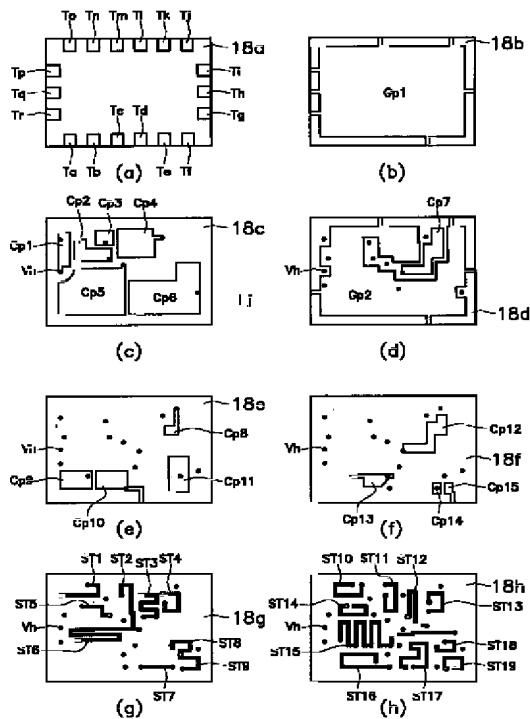 To Tn Tm Tl Tk Tj
18a
Tp
Tq
Tr
Ti
Th
Tg
Tc Td
Ta Tb Te Tf
(a)
18b
Gp1
(b)
Cp2 Cp3 Cp4
18c
Cp1
Vh
Cp5
Cp6
(c)
Cp7
Vh
Gp2
18d
(d)
18e
Vh
Cp8
Cp9
Cp10
Cp11
(e)
Vh
Cp12
18f
Cp15
Cp13
Cp14
(f)
ST1 ST2 ST3 ST4
ST5
Vh
ST6
18g
ST8
ST9
ST7
(g)
ST10 ST11 ST12
18h
ST14
ST13
Vh
ST15
ST18
ST19
ST16
ST17
(h)